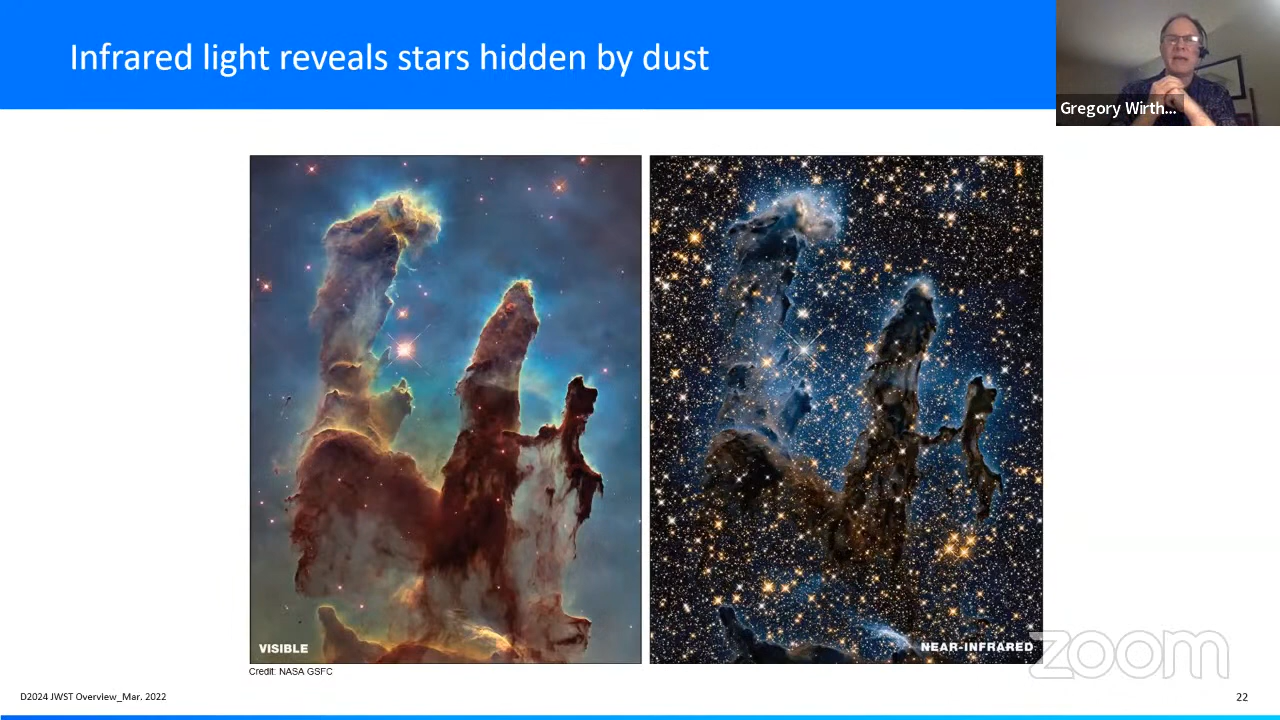 Infrared light reveals stars hidden by dust
Gregory Wirth...
VISIBLE
NEAR-INFRARED
Credit: NASA GSFC
zoom
D2024 JWST Overview_Mar. 2022
22